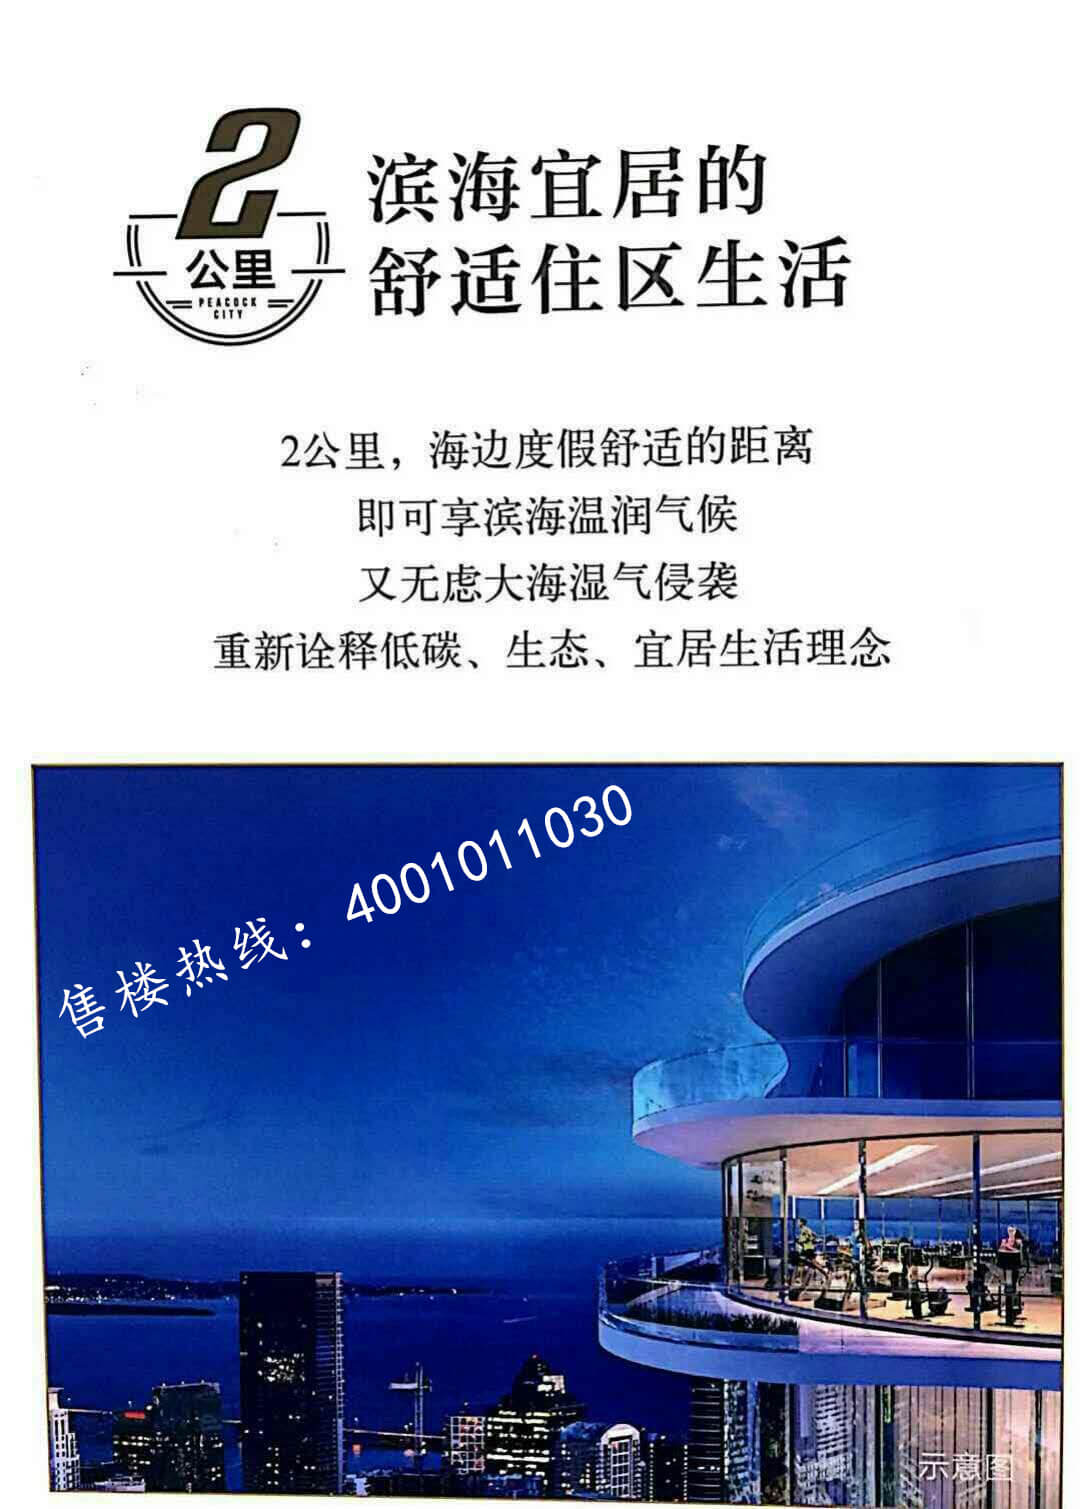 2
公里
PEACOCK
CITY
滨海宜居的
舒适住区生活
2公里，海边度假舒适的距离
即可享滨海温润气候
又无虑大海湿气侵袭
重新诠释低碳、生态、宜居生活理念
售楼热线：4001011030
示意图